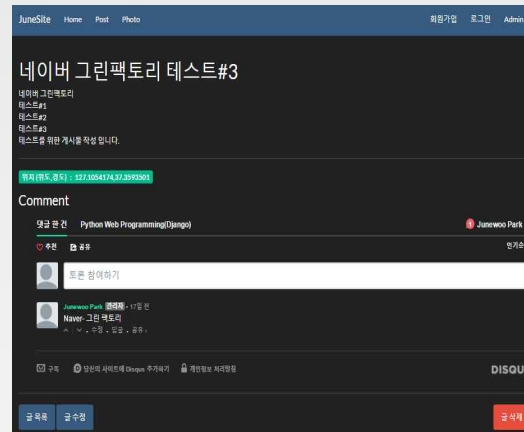 JuneSite Home Post Photo 회원가입 로그인 Admin
네이버 그린팩토리 테스트#3
네이버 그린팩토리
테스트#1
테스트#2
테스트#3
테스트를 위한 게시물 작성 입니다.
위치(위도,경도) : 127.1054174,37.3593501
Comment
댓글 한 건 Python Web Programming(Django) 1 Junewoo Park
추천 공유 인기순
토론 참여하기
Junewoo Park 관리자 • 17일 전
Naver- 그린 팩토리
수정 답글 공유 ›
구독 D 당신의 사이트에 Disqus 추가하기 개인정보 처리방침 DISQU
글 목록 글 수정 글 삭제